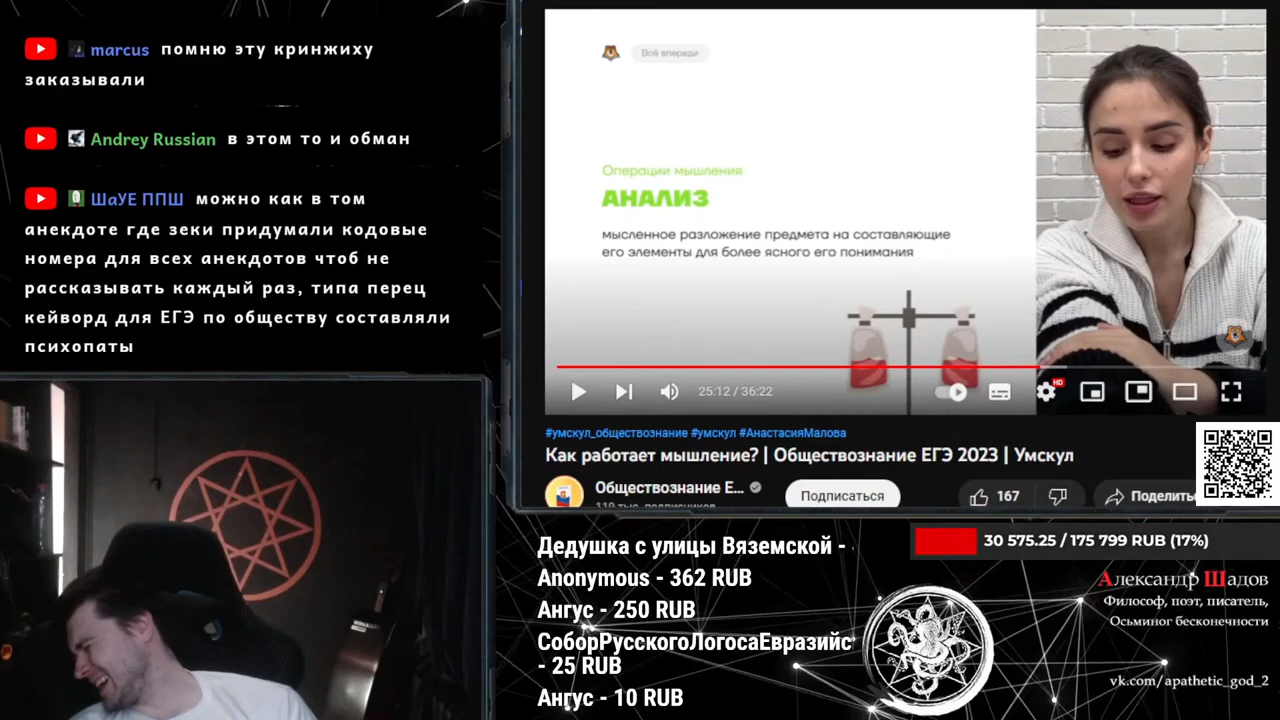 marcus помню эту кринжиху
заказывали
Andrey Russian в этом то и обман
ШаУЕ ППШ можно как в том
анекдоте где зеки придумали кодовые
номера для всех анекдотов чтоб не
рассказывать каждый раз, типа перец
кейворд для ЕГЭ по обществу составляли
психопаты
Всё впереди
Операции мышления
АНАЛИЗ
мысленное разложение предмета на составляющие
его элементы для более ясного его понимания
25:12 / 36:22
HD
#умскул_обществознание #умскул #АнастасияМалова
Как работает мышление? | Обществознание ЕГЭ 2023 | Умскул
Обществознание Е...
Подписаться
167
Поделить
Дедушка с улицы Вяземской -
Anonymous - 362 RUB
Ангус - 250 RUB
СоборРусскогоЛогосаЕвразийс
- 25 RUB
Ангус - 10 RUB
30 575.25 / 175 799 RUB (17%)
Александр Шадов
Философ, поэт, писатель,
Осьминог бесконечности
vk.com/apathetic_god_2